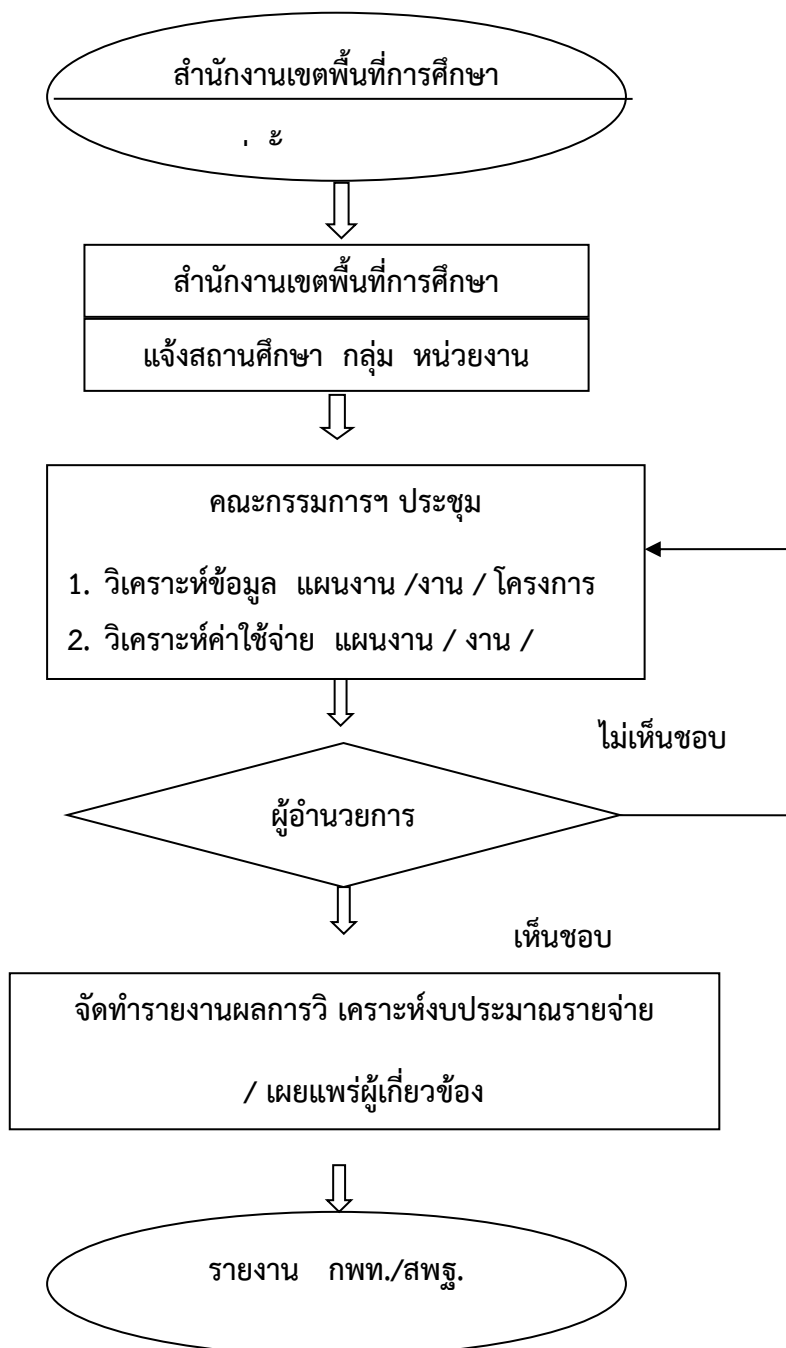 สำนักงานเขตพื้นที่การศึกษา
สำนักงานเขตพื้นที่การศึกษา
แจ้งสถานศึกษา กลุ่ม หน่วยงาน
คณะกรรมการฯ ประชุม
1. วิเคราะห์ข้อมูล แผนงาน /งาน / โครงการ
2. วิเคราะห์ค่าใช้จ่าย แผนงาน / งาน /
ไม่เห็นชอบ
ผู้อำนวยการ
เห็นชอบ
จัดทำรายงานผลการวิ เคราะห์งบประมาณรายจ่าย
/ เผยแพร่ผู้เกี่ยวข้อง
รายงาน กพท./สพฐ.